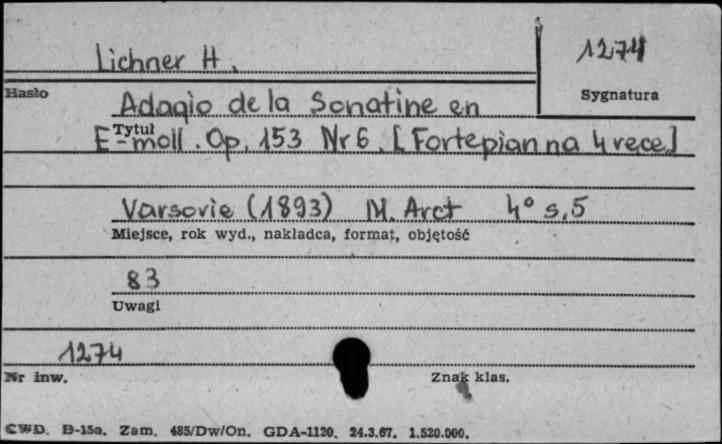 Lichner H.
1274
Hasło
Sygnatura
Adagio de la Sonatine en
Tytuł
E-moll. Op. 153 Nr 6. [Fortepian na 4 ręce]
Varsovie (1893) M. Arct 4° s. 5
Miejsce, rok wyd., nakładca, format, objętość
83
Uwagi
1274
Nr inw.
Znak klas.
CWD. B-15a. Zam. 485/Dw/On. GDA-1120. 24.3.67. 1.520.000.